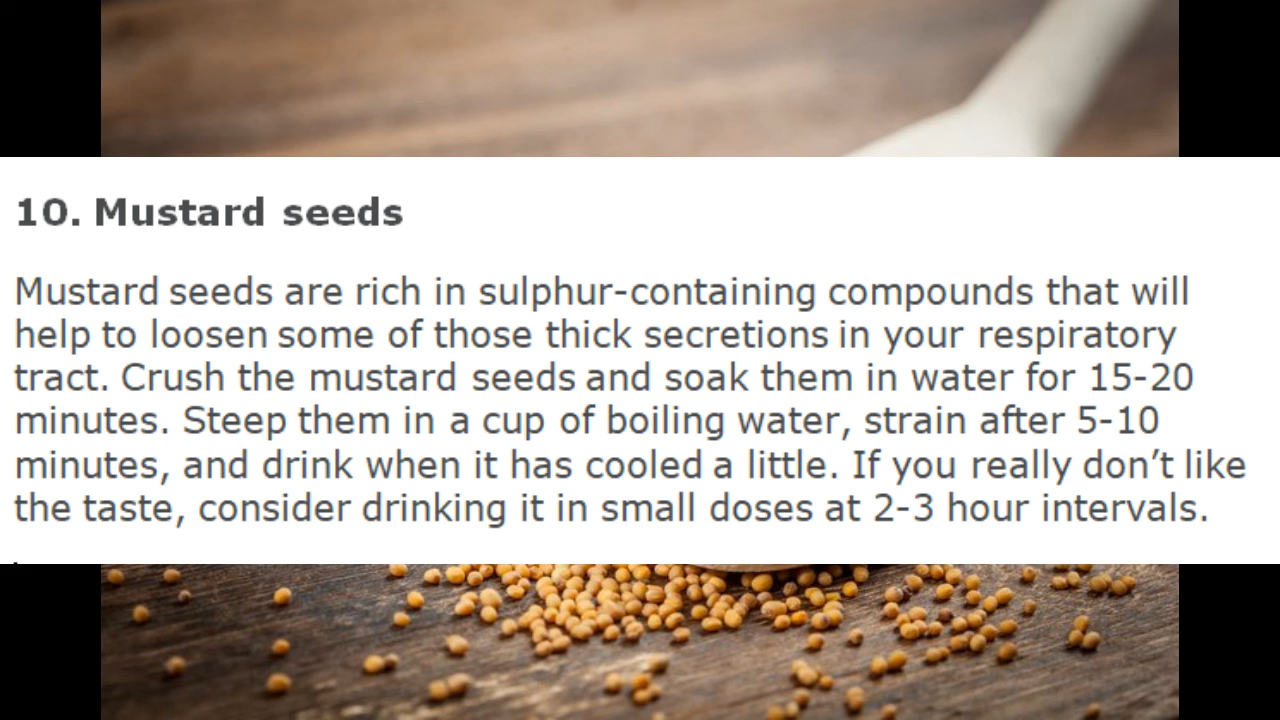 10. Mustard seeds
Mustard seeds are rich in sulphur-containing compounds that will
help to loosen some of those thick secretions in your respiratory
tract. Crush the mustard seeds and soak them in water for 15-20
minutes. Steep them in a cup of boiling water, strain after 5-10
minutes, and drink when it has cooled a little. If you really don’t like
the taste, consider drinking it in small doses at 2-3 hour intervals.